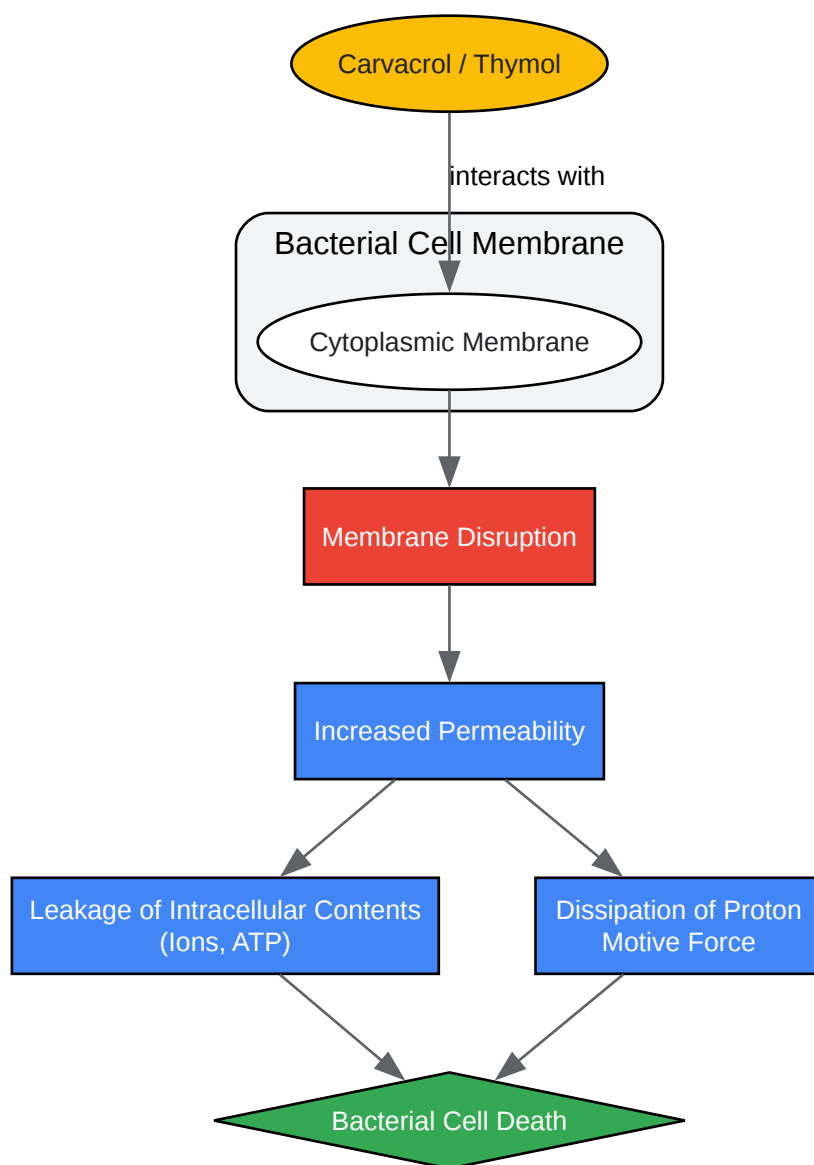 Carvacrol / Thymol
interacts with
Bacterial Cell Membrane
Cytoplasmic Membrane
Membrane Disruption
Increased Permeability
Leakage of Intracellular Contents
(Ions, ATP)
Dissipation of Proton
Motive Force
Bacterial Cell Death